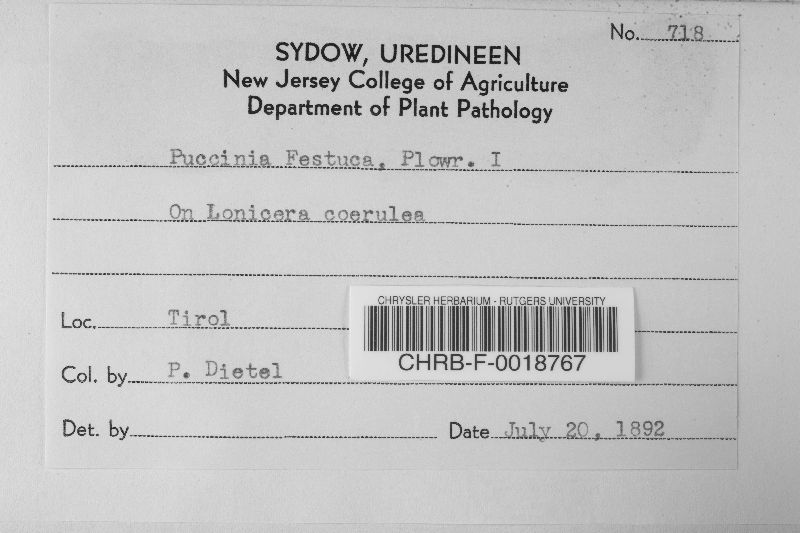 No. 718
SYDOW, UREDINEEN
New Jersey College of Agriculture
Department of Plant Pathology
Puccinia Festuca, Plowr. I
On Lonicera coerulea
Loc. Tirol
CHRYSLER HERBARIUM - RUTGERS UNIVERSITY
CHRB-F-0018767
Col. by P. Dietel
Det. by
Date July 20, 1892